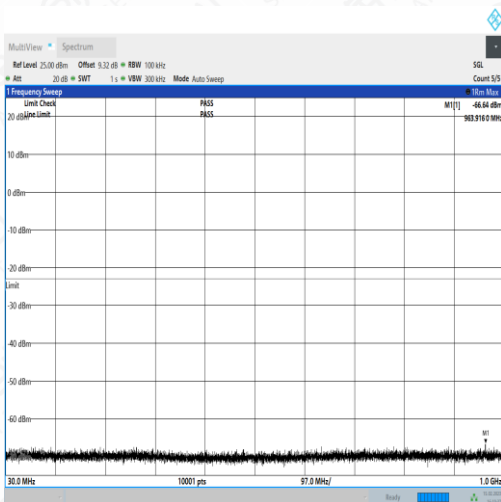 MultiView Spectrum
Ref Level 25.00 dBm Offset 9.32 dB RBW 100 kHz SGL
Att 20 dB SWT 1 s VBW 300 kHz Mode Auto Sweep Count 5/5
1 Frequency Sweep 1Rm Max
Limit Check PASS M1[1] -66.64 dBm
20 dBm Line Limit PASS 963.916 0 MHz
10 dBm
0 dBm
-10 dBm
-20 dBm
Limit
-30 dBm
-40 dBm
-50 dBm
-60 dBm
M1
30.0 MHz 10001 pts 97.0 MHz/ 1.0 GHz
Ready